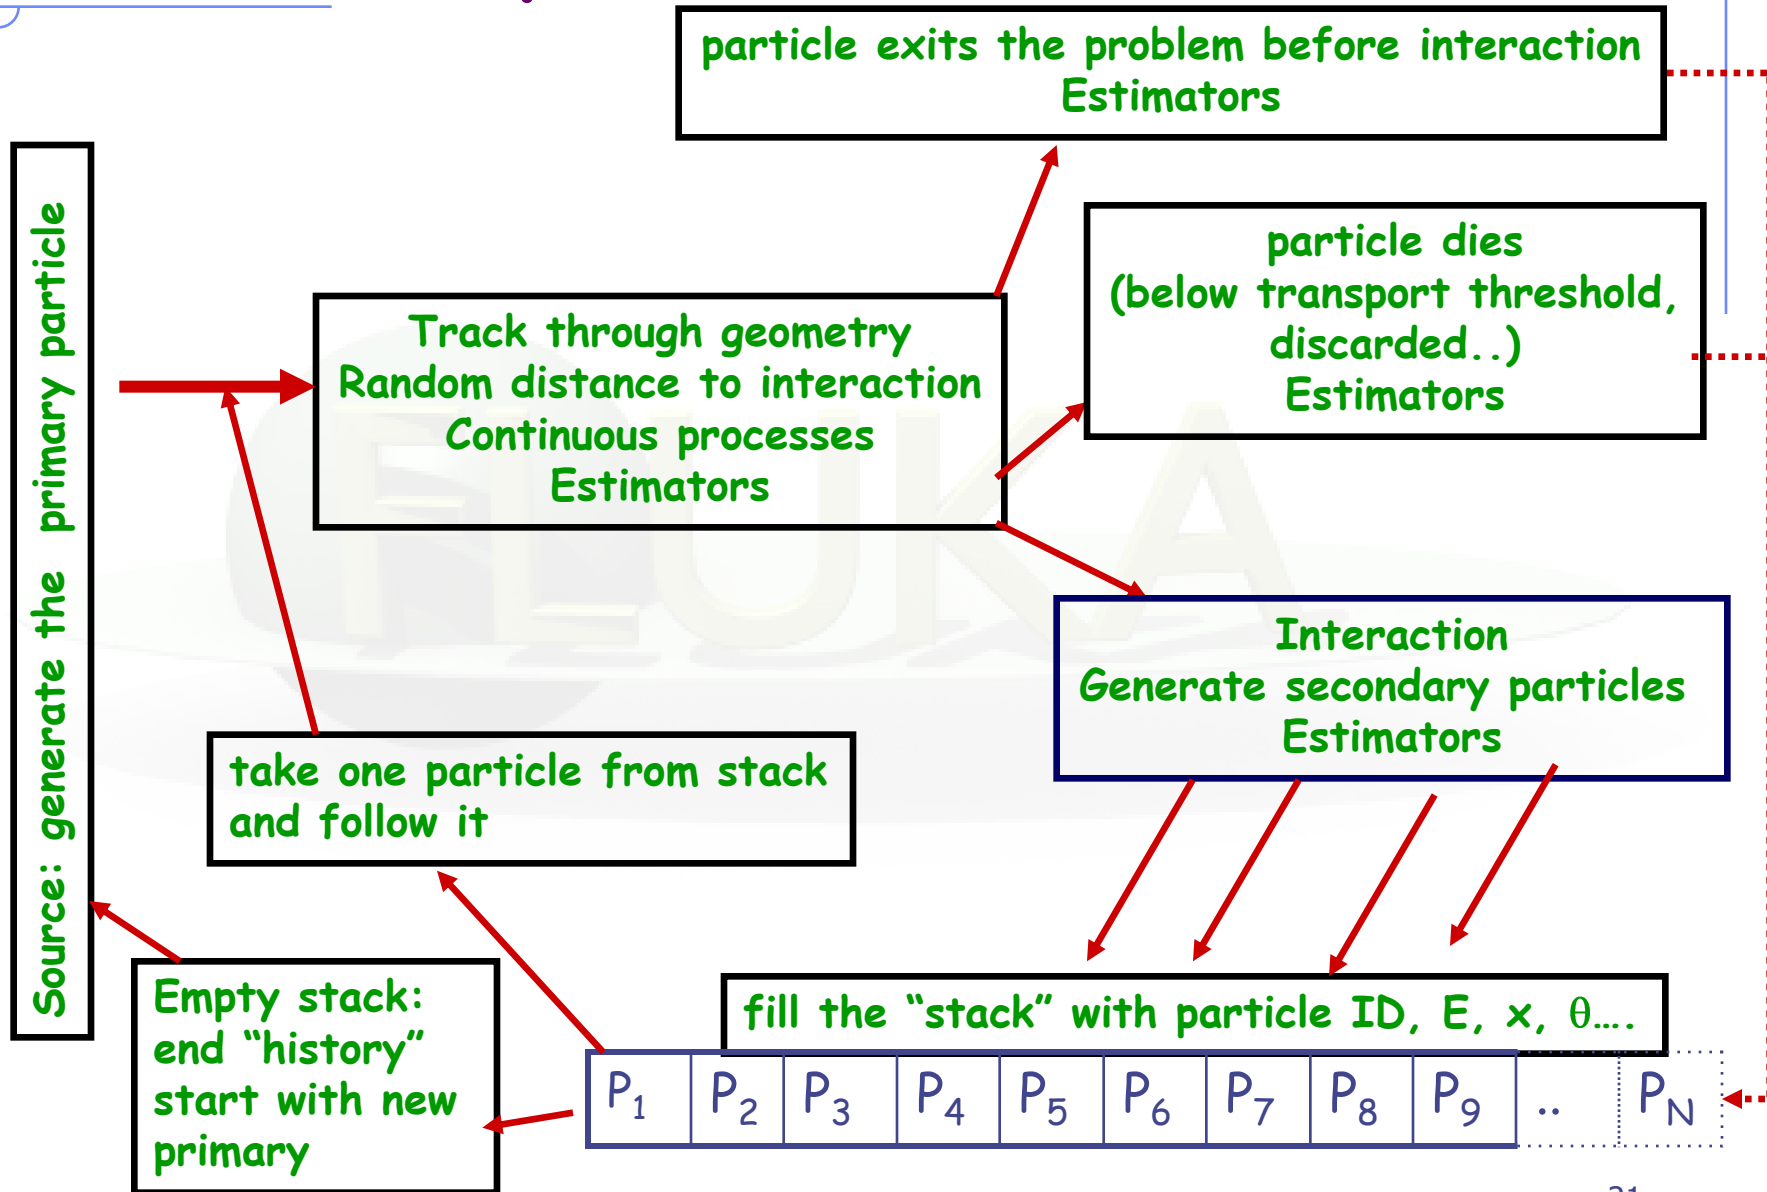 particle exits the problem before interaction
Estimators
Source: generate the primary particle
particle dies
(below transport threshold,
discarded..)
Estimators
Track through geometry
Random distance to interaction
Continuous processes
Estimators
FLUKA
Interaction
Generate secondary particles
Estimators
take one particle from stack
and follow it
Empty stack:
end “history”
start with new
primary
fill the “stack” with particle ID, E, x, θ….
P1 P2 P3 P4 P5 P6 P7 P8 P9 .. PN